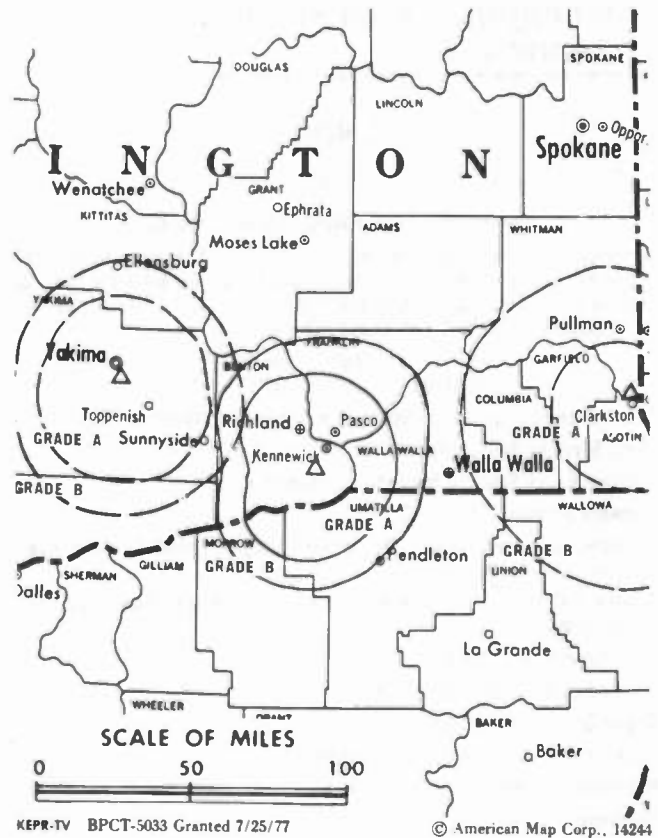 DOUGLAS
SPOKANE
LINCOLN
Oppor.
Spokane
I N G T O N
Wenatchee
GRANT
KITTITAS
Ephrata
ADAMS
WHITMAN
Moses Lake
Ellensburg
YAKIMA
Pullman
FRANKLIN
Yakima
BENTON
GARFIELD
COLUMBIA
Toppenish
Clarkston
Richland
Pasco
GRADE A
Sunnyside
GRADE A
ASOTIN
Kennewick
WALLA WALLA
Walla Walla
GRADE B
UMATILLA
WALLOWA
GRADE A
MORROW
GRADE B
Pendleton
GRADE B
SHERMAN
GILLIAM
UNION
Dalles
La Grande
WHEELER
GRANT
BAKER
SCALE OF MILES
Baker
0 50 100
KEPR-TV BPCT-5033 Granted 7/25/77
© American Map Corp., 14244